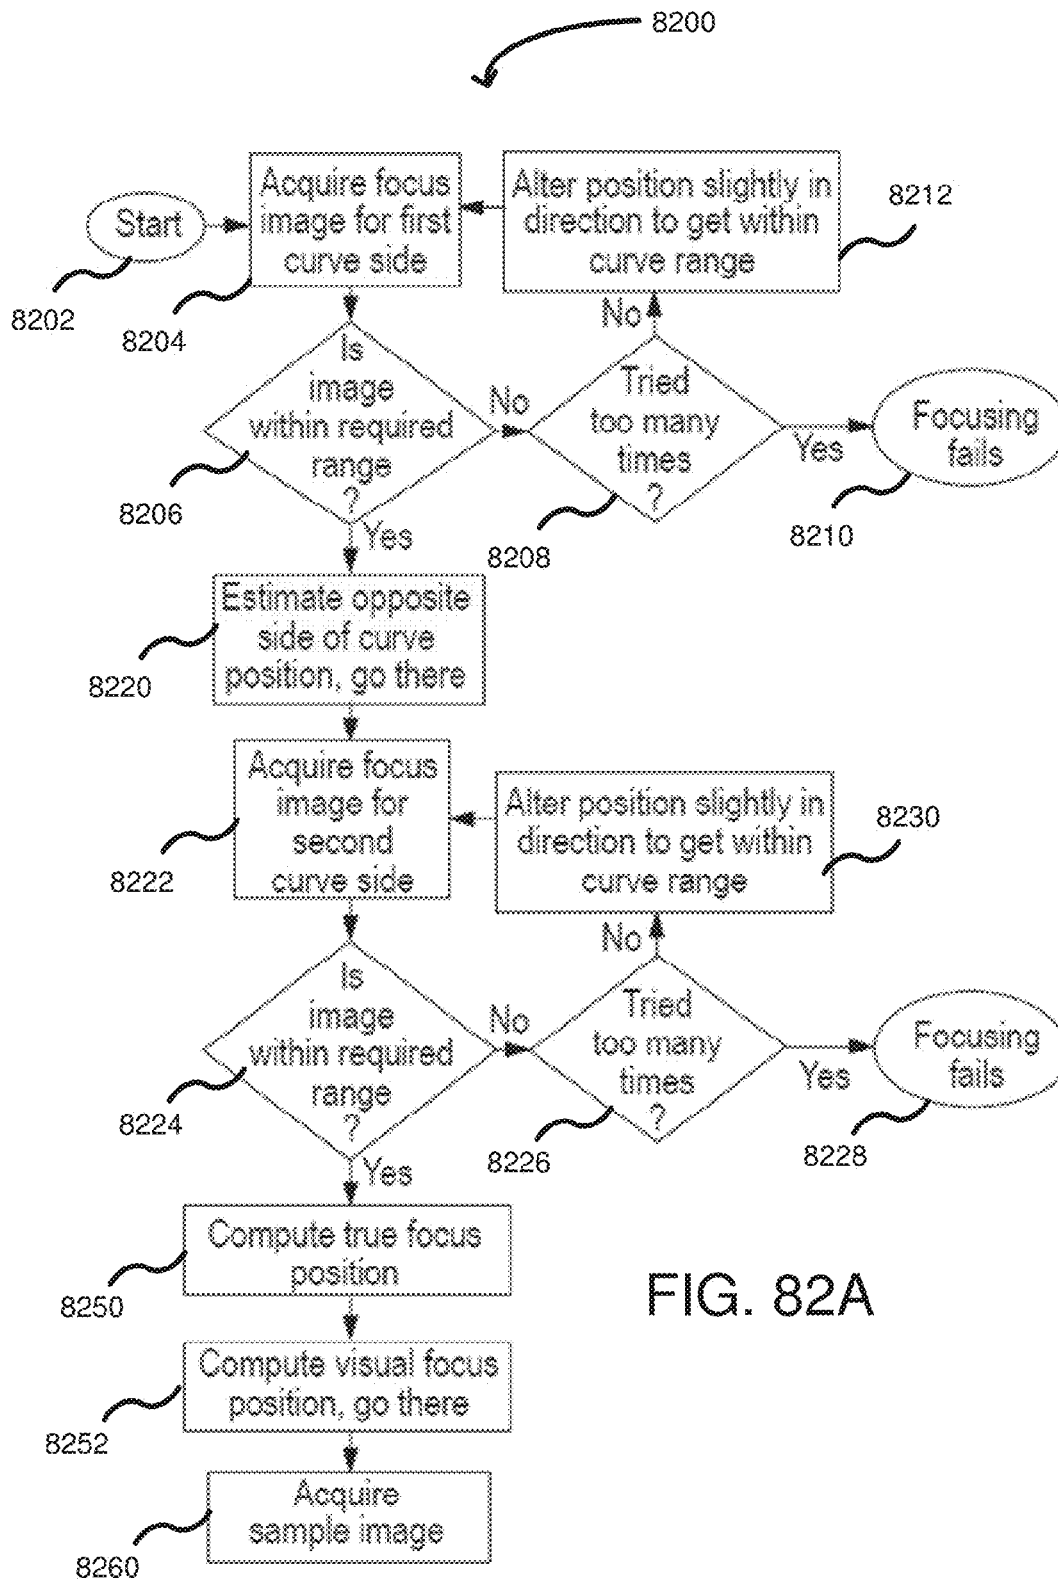 8200
Start
8202
Acquire focus
image for first
curve side
8204
Alter position slightly in
direction to get within
curve range
8212
Is
image
within required
range
?
8206
No
Tried
too many
times
?
8208
No
Yes
Focusing
fails
8210
Yes
Estimate opposite
side of curve
position, go there
8220
Acquire focus
image for
second
curve side
8222
Alter position slightly in
direction to get within
curve range
8230
Is
image
within required
range
?
8224
No
Tried
too many
times
?
8226
No
Yes
Focusing
fails
8228
Yes
Compute true focus
position
8250
Compute visual focus
position, go there
8252
Acquire
sample image
8260
FIG. 82A